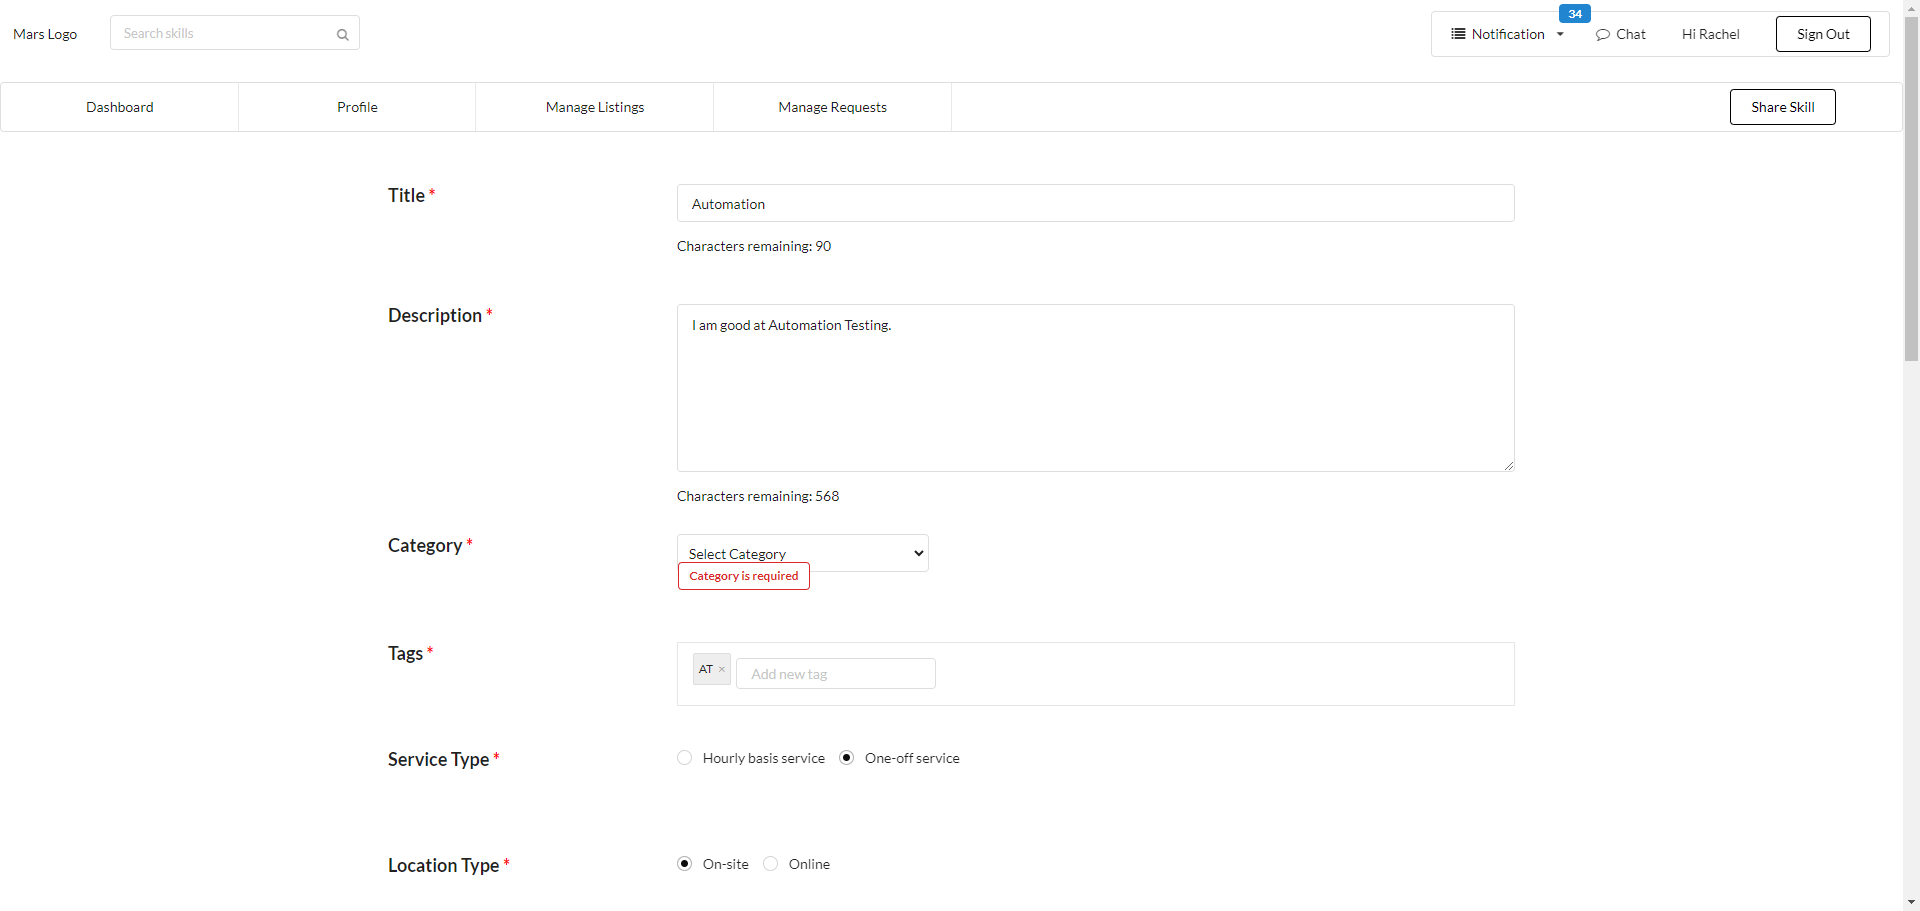 Mars Logo
Search skills
34
Notification
Chat
Hi Rachel
Sign Out
Dashboard
Profile
Manage Listings
Manage Requests
Share Skill
Title *
Automation
Characters remaining: 90
Description *
I am good at Automation Testing.
Characters remaining: 568
Category *
Select Category
Category is required
Tags *
AT ×
Add new tag
Service Type *
Hourly basis service
One-off service
Location Type *
On-site
Online